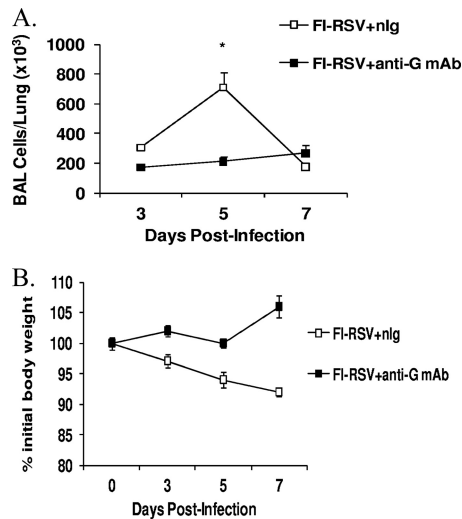 A.
FI-RSV+nIg
FI-RSV+anti-G mAb
BAL Cells/Lung (x10³)
1000
800
600
400
200
0
*
3 5 7
Days Post-Infection
B.
% initial body weight
110
105
100
95
90
85
80
FI-RSV+nIg
FI-RSV+anti-G mAb
0 3 5 7
Days Post-Infection